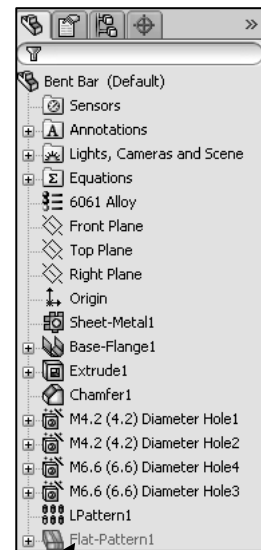 »
Bent Bar (Default)
Sensors
A Annotations
Lights, Cameras and Scene
Σ Equations
6061 Alloy
Front Plane
Top Plane
Right Plane
Origin
Sheet-Metal1
Base-Flange1
Extrude1
Chamfer1
M4.2 (4.2) Diameter Hole1
M4.2 (4.2) Diameter Hole2
M6.6 (6.6) Diameter Hole4
M6.6 (6.6) Diameter Hole3
LPattern1
Flat-Pattern1